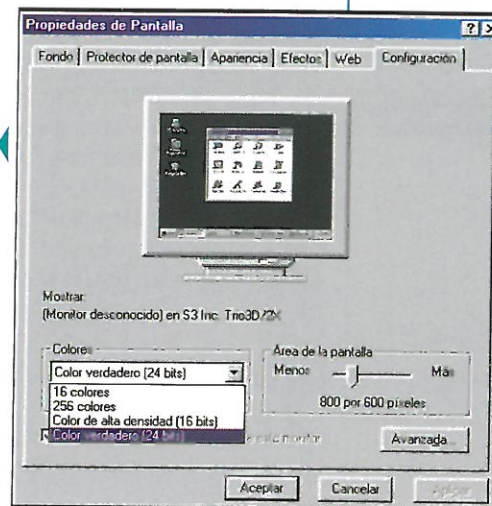 Propiedades de Pantalla
Fondo Protector de pantalla Apariencia Efectos Web Configuración
Mostrar:
(Monitor desconocido) en S3 Inc. Trio3D/2X
Colores
Color verdadero (24 bits)
16 colores
256 colores
Color de alta densidad (16 bits)
Color verdadero (24 bits)
Área de la pantalla
Menos Más
800 por 600 píxeles
monitor
Avanzada...
Aceptar Cancelar Aplicar